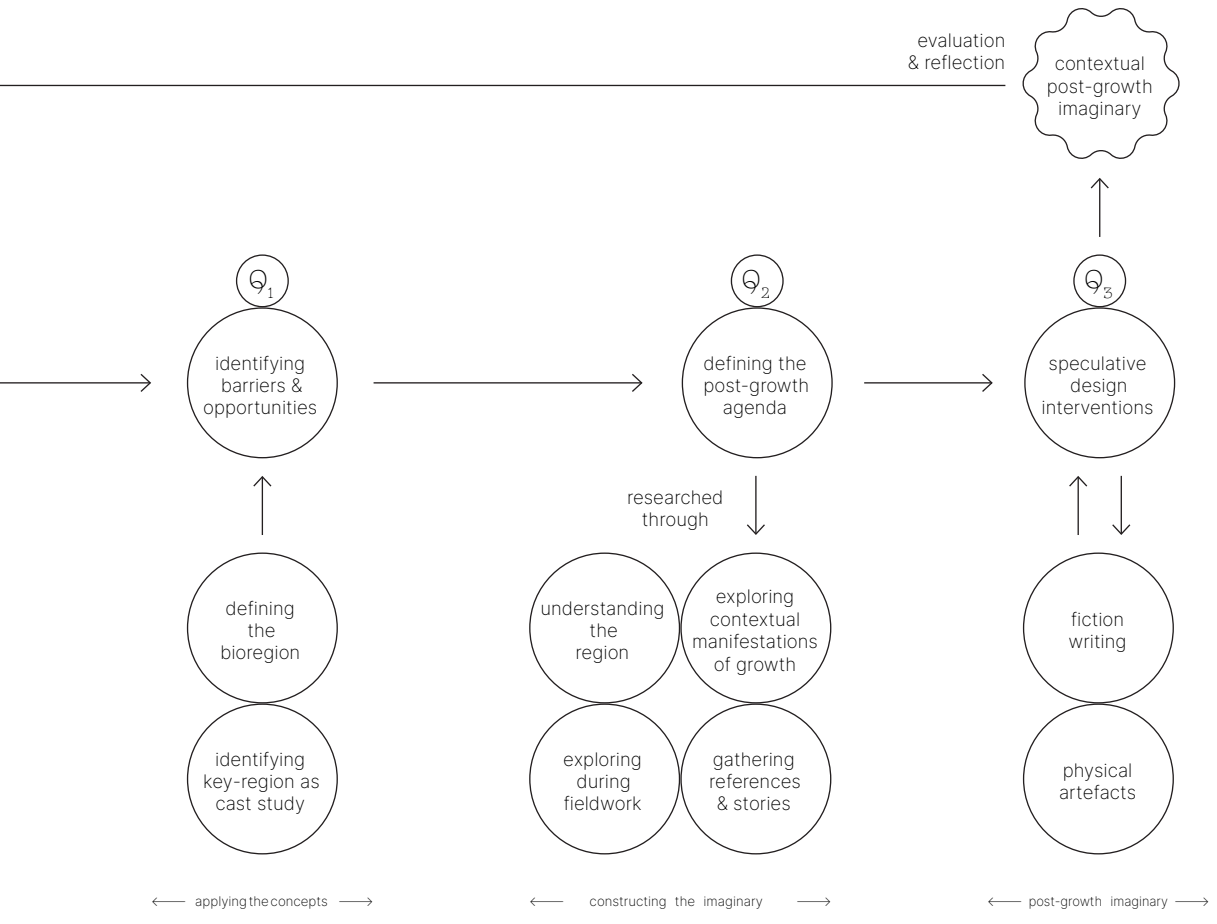 evaluation
& reflection
contextual
post-growth
imaginary
Q1
identifying
barriers &
opportunities
Q2
defining the
post-growth
agenda
Q3
speculative
design
interventions
researched
through
defining
the
bioregion
understanding
the
region
exploring
contextual
manifestations
of growth
fiction
writing
identifying
key-region as
cast study
exploring
during
fieldwork
gathering
references
& stories
physical
artefacts
applying the concepts
constructing the imaginary
post-growth imaginary